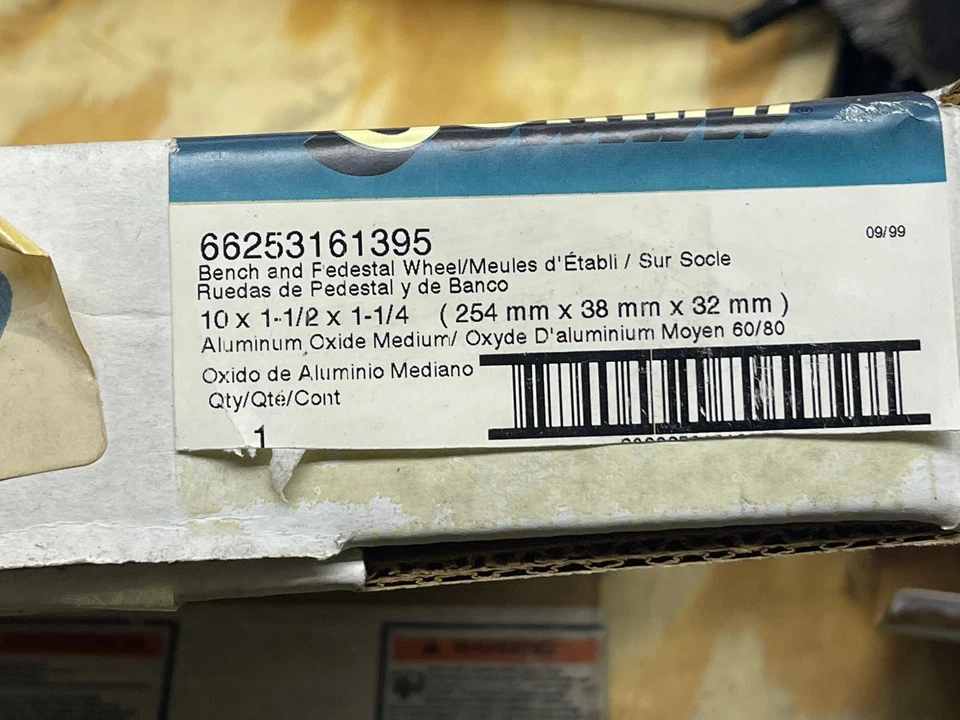 66253161395
09/99
Bench and Pedestal Wheel/Meules d'Établi / Sur Socle
Ruedas de Pedestal y de Banco
10 x 1-1/2 x 1-1/4 ( 254 mm x 38 mm x 32 mm )
Aluminum Oxide Medium/ Oxyde D'aluminium Moyen 60/80
Oxido de Aluminio Mediano
Qty/Qté/Cont
1